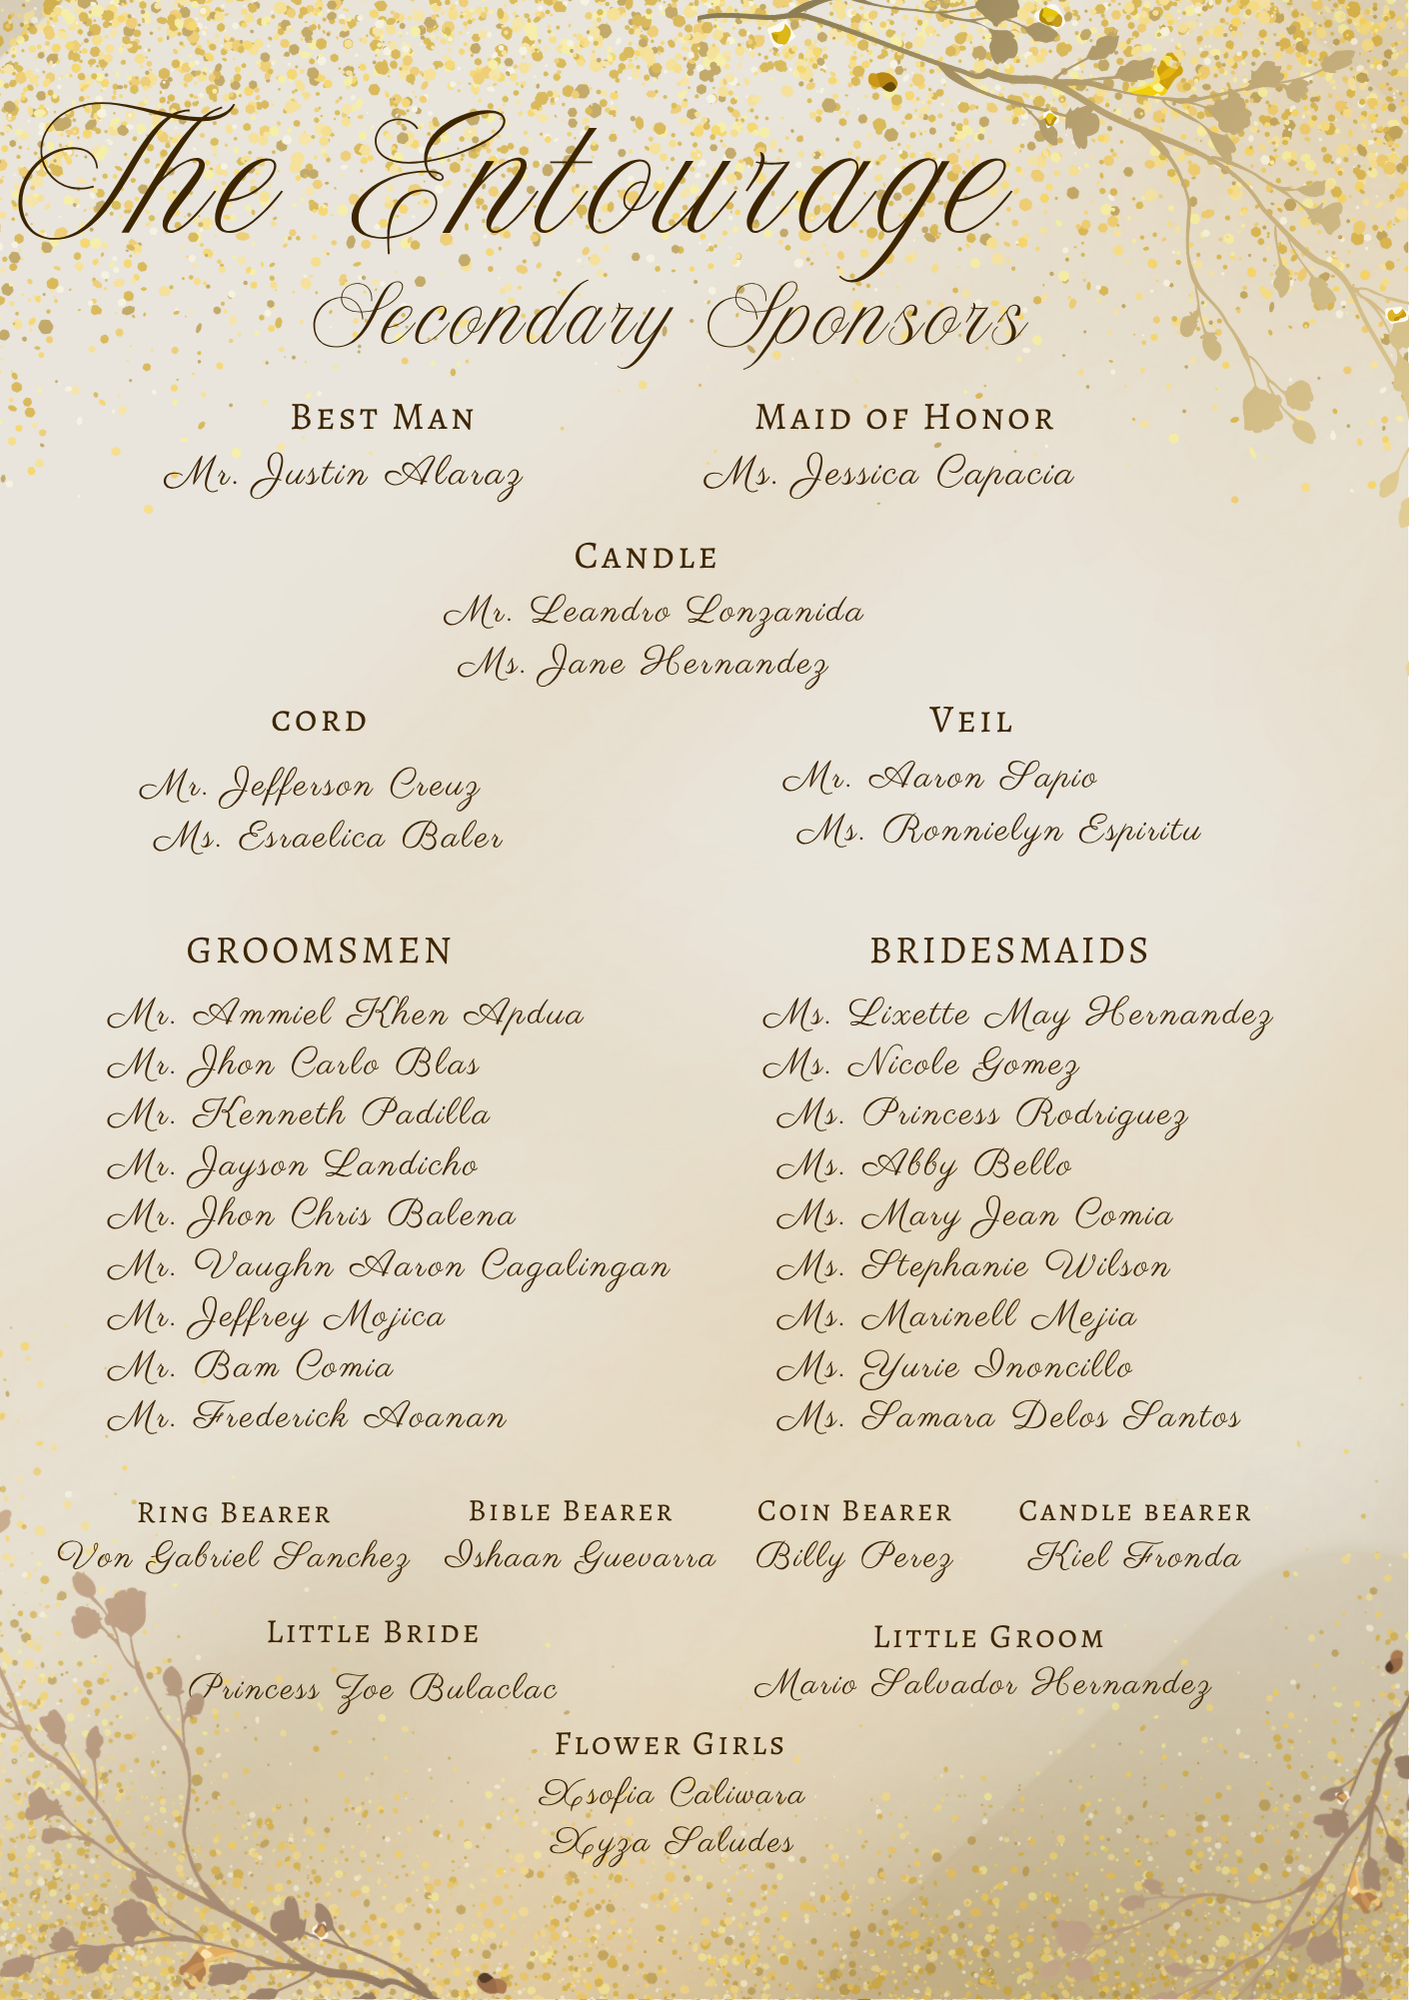 The Entourage
Secondary Sponsors
Best Man
Mr. Justin Alaraz
Maid of Honor
Ms. Jessica Capacia
Candle
Mr. Leandro Lonzanida
Ms. Jane Hernandez
cord
Mr. Jefferson Creuz
Ms. Esraelica Baler
Veil
Mr. Aaron Sapio
Ms. Ronnielyn Espiritu
GROOMSMEN
Mr. Ammiel Khen Apdua
Mr. Jhon Carlo Blas
Mr. Kenneth Padilla
Mr. Jayson Landicho
Mr. Jhon Chris Balena
Mr. Vaughn Aaron Cagalingan
Mr. Jeffrey Mojica
Mr. Bam Comia
Mr. Frederick Aoanan
BRIDESMAIDS
Ms. Lixette May Hernandez
Ms. Nicole Gomez
Ms. Princess Rodriguez
Ms. Abby Bello
Ms. Mary Jean Comia
Ms. Stephanie Wilson
Ms. Marinell Mejia
Ms. Yurie Inoncillo
Ms. Samara Delos Santos
Ring Bearer
Von Gabriel Sanchez
Bible Bearer
Ishaan Guevarra
Coin Bearer
Billy Perez
Candle bearer
Kiel Fronda
Little Bride
Princess Zoe Bulaclac
Little Groom
Mario Salvador Hernandez
Flower Girls
Xsofia Caliwara
Xyza Saludes